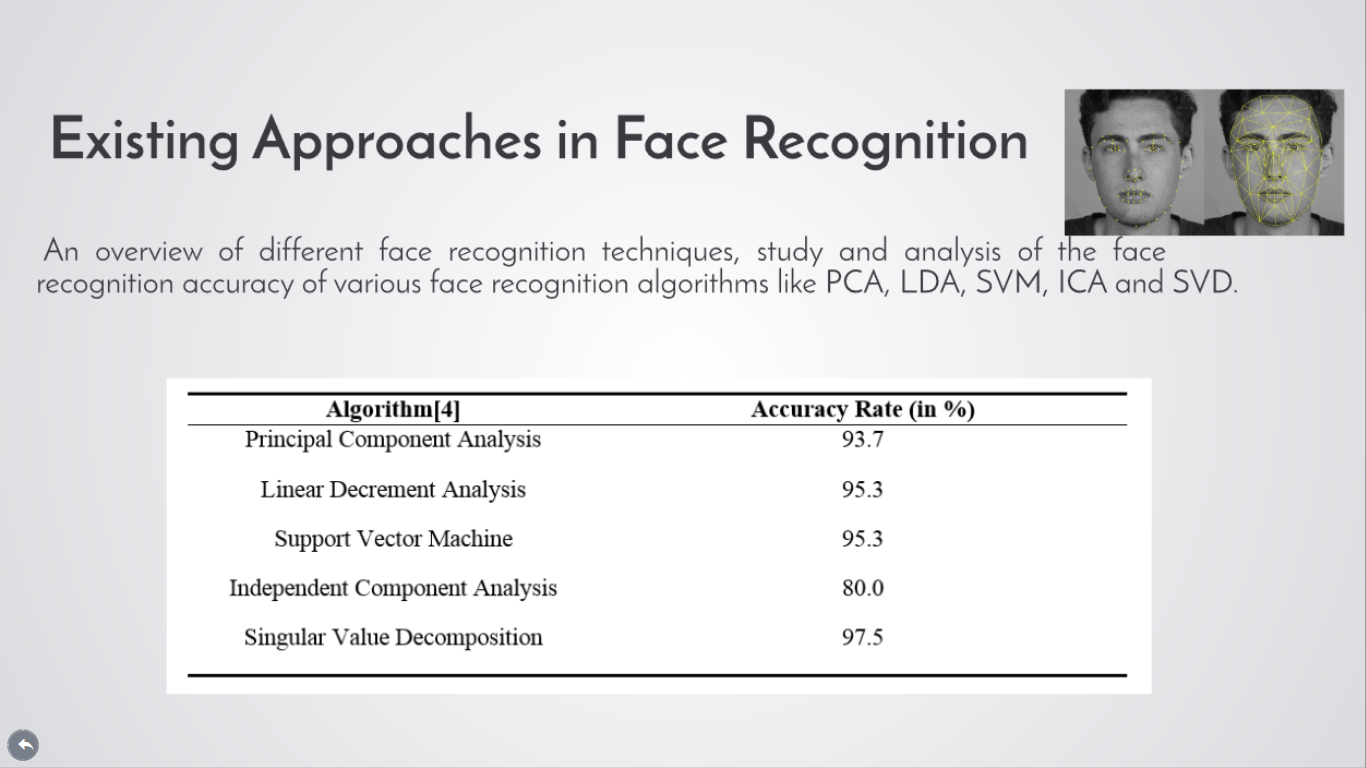 Existing Approaches in Face Recognition
An overview of different face recognition techniques, study and analysis of the face
recognition accuracy of various face recognition algorithms like PCA, LDA, SVM, ICA and SVD.
Algorithm[4] Accuracy Rate (in %)
Principal Component Analysis 93.7
Linear Decrement Analysis 95.3
Support Vector Machine 95.3
Independent Component Analysis 80.0
Singular Value Decomposition 97.5